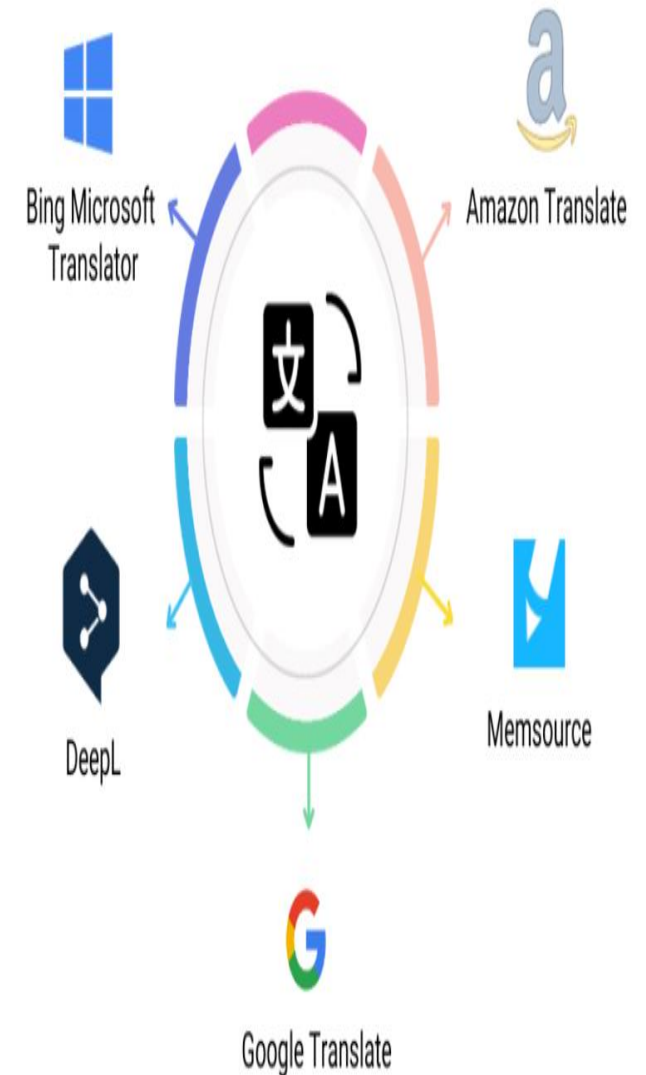 a
Bing Microsoft
Translator
Amazon Translate
文
A
DeepL
Memsource
G
Google Translate